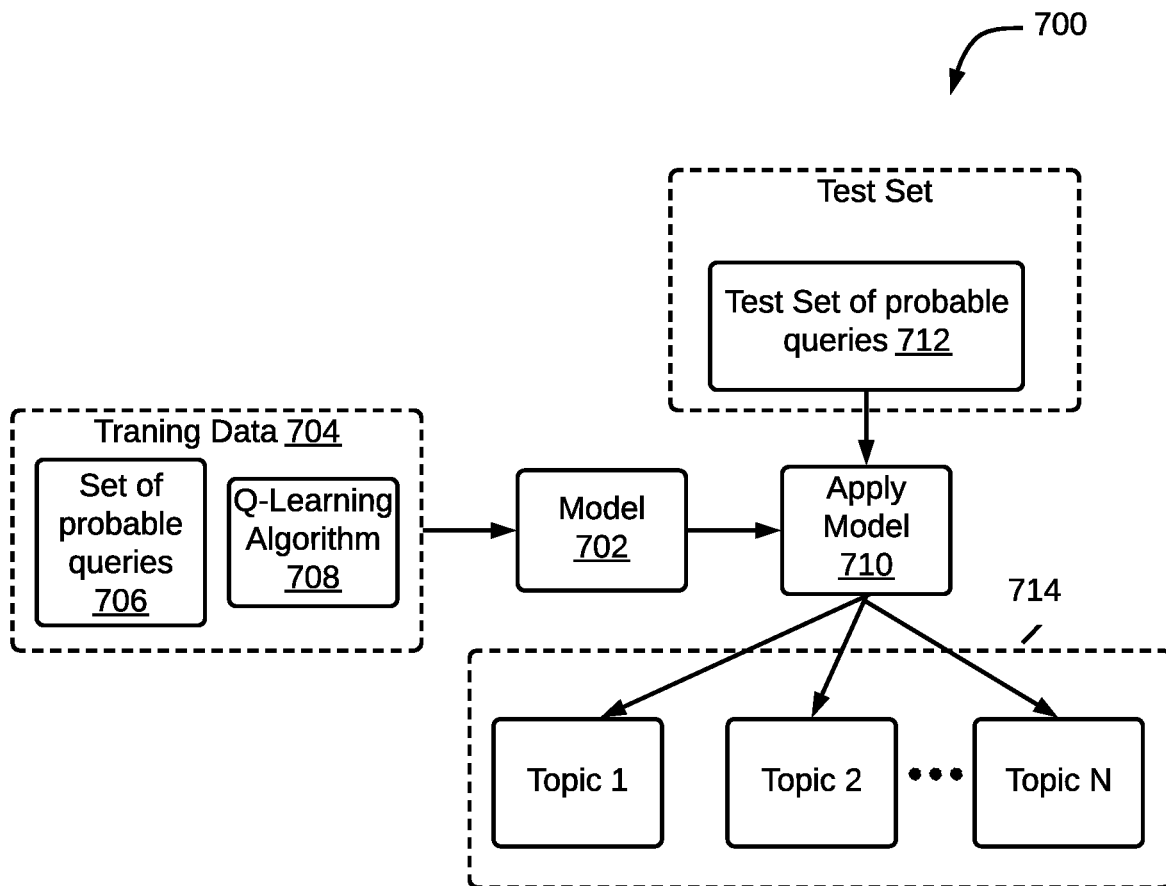 700
Test Set
Test Set of probable
queries 712
Traning Data 704
Set of
probable
queries
706
Q-Learning
Algorithm
708
Model
702
Apply
Model
710
714
Topic 1
Topic 2
Topic N